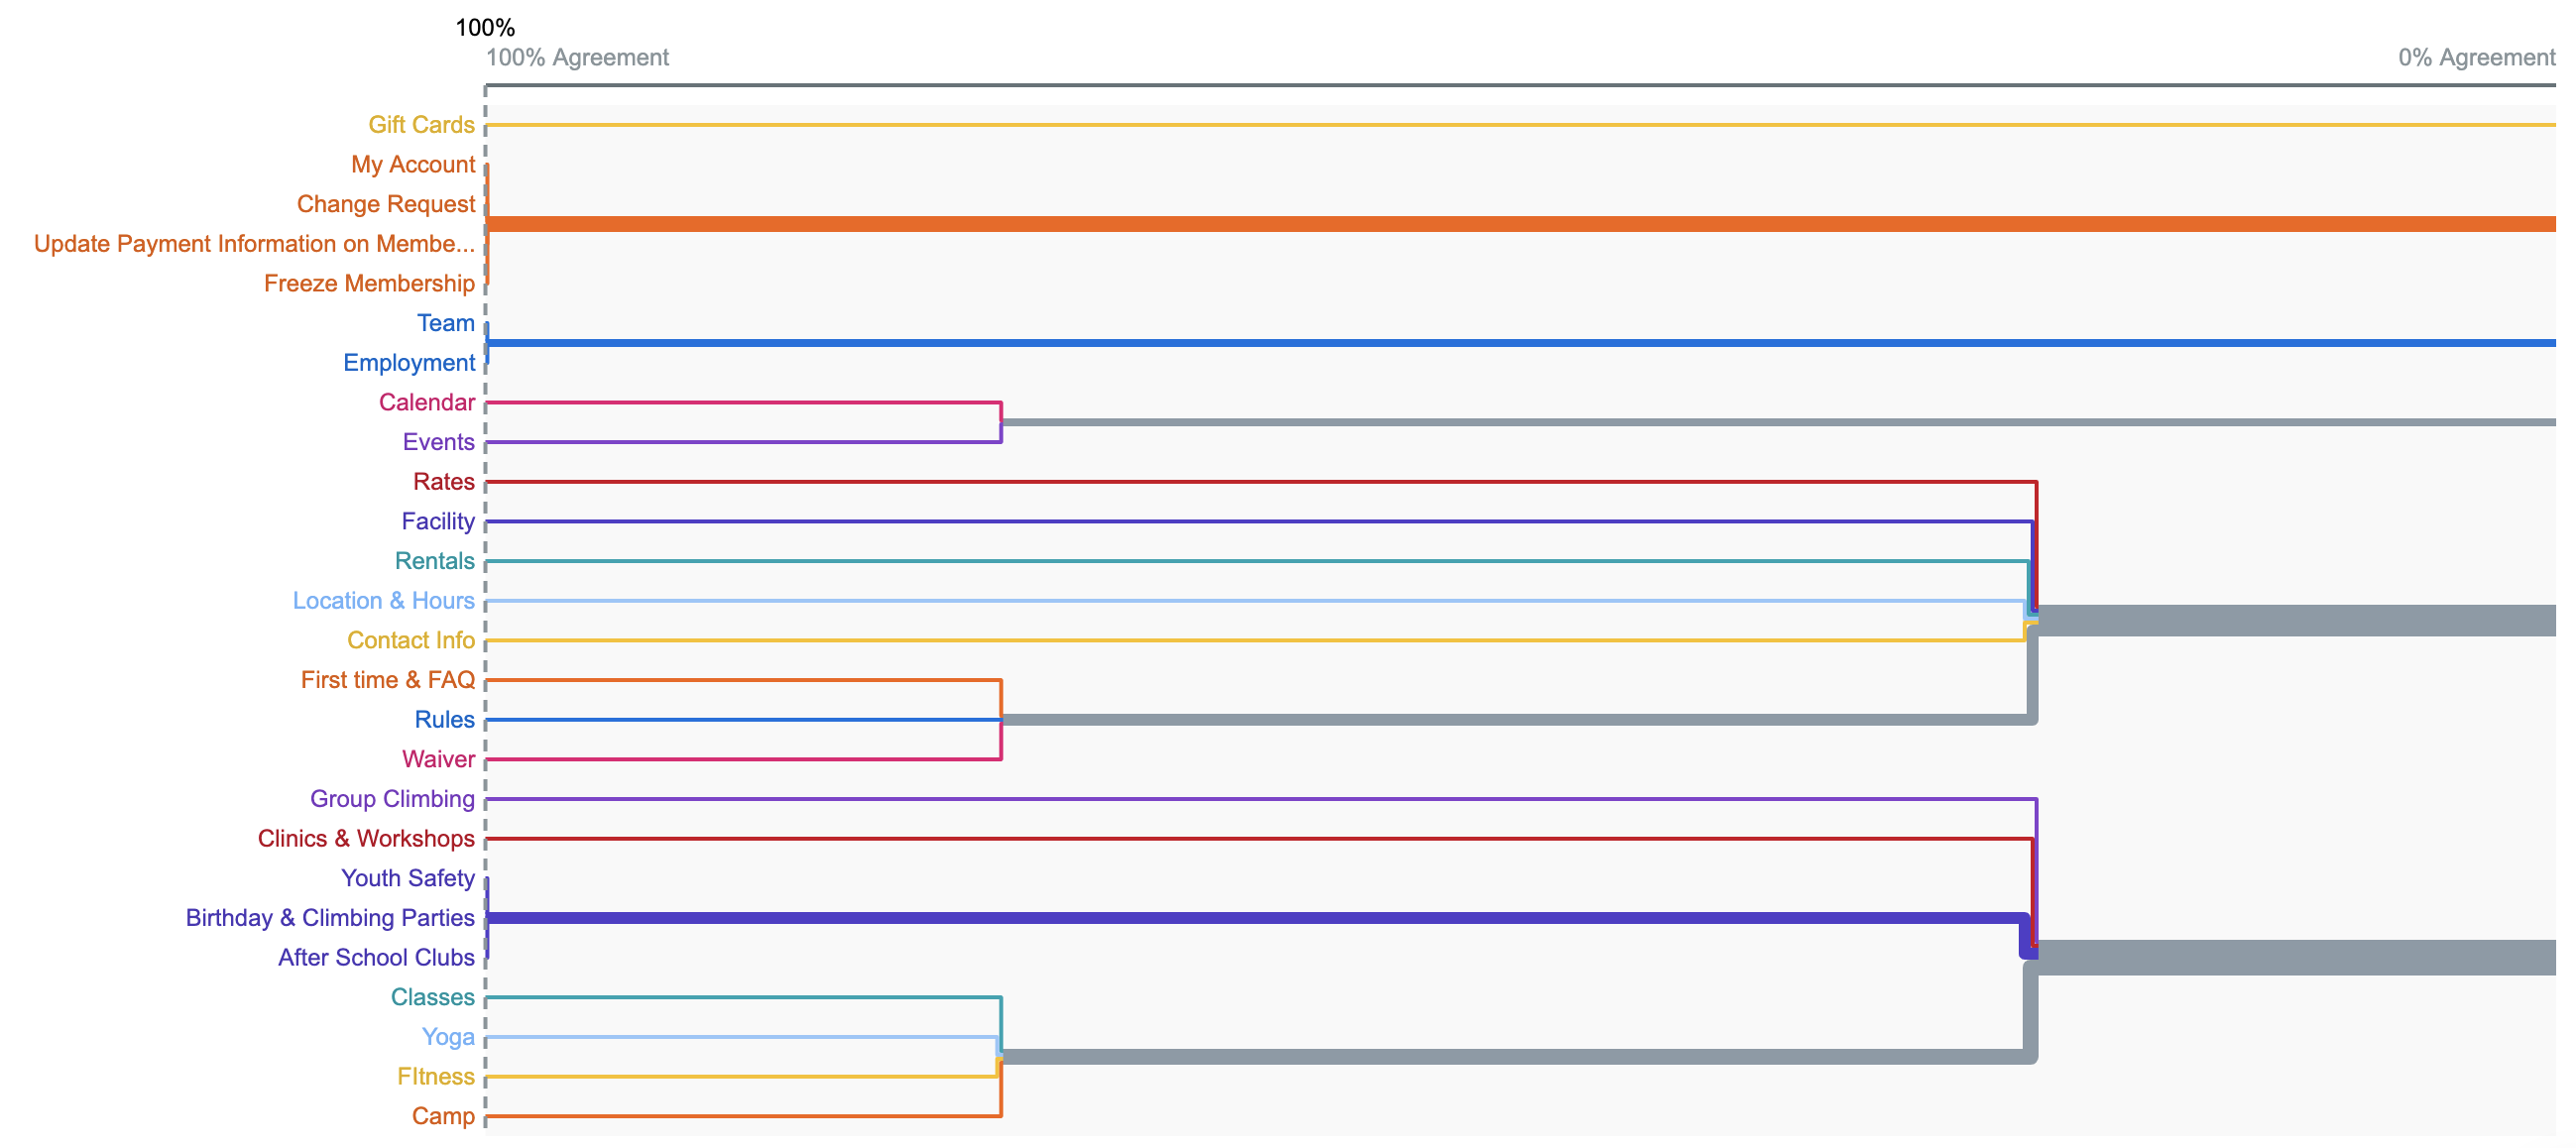 100%
100% Agreement
0% Agreement
Gift Cards
My Account
Change Request
Update Payment Information on Membe...
Freeze Membership
Team
Employment
Calendar
Events
Rates
Facility
Rentals
Location & Hours
Contact Info
First time & FAQ
Rules
Waiver
Group Climbing
Clinics & Workshops
Youth Safety
Birthday & Climbing Parties
After School Clubs
Classes
Yoga
FItness
Camp